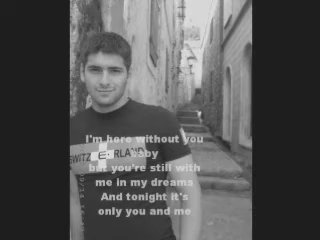 I'm here without you
baby
EWITZERLAND
but you're still with
me in my dreams
And tonight it's
only you and me